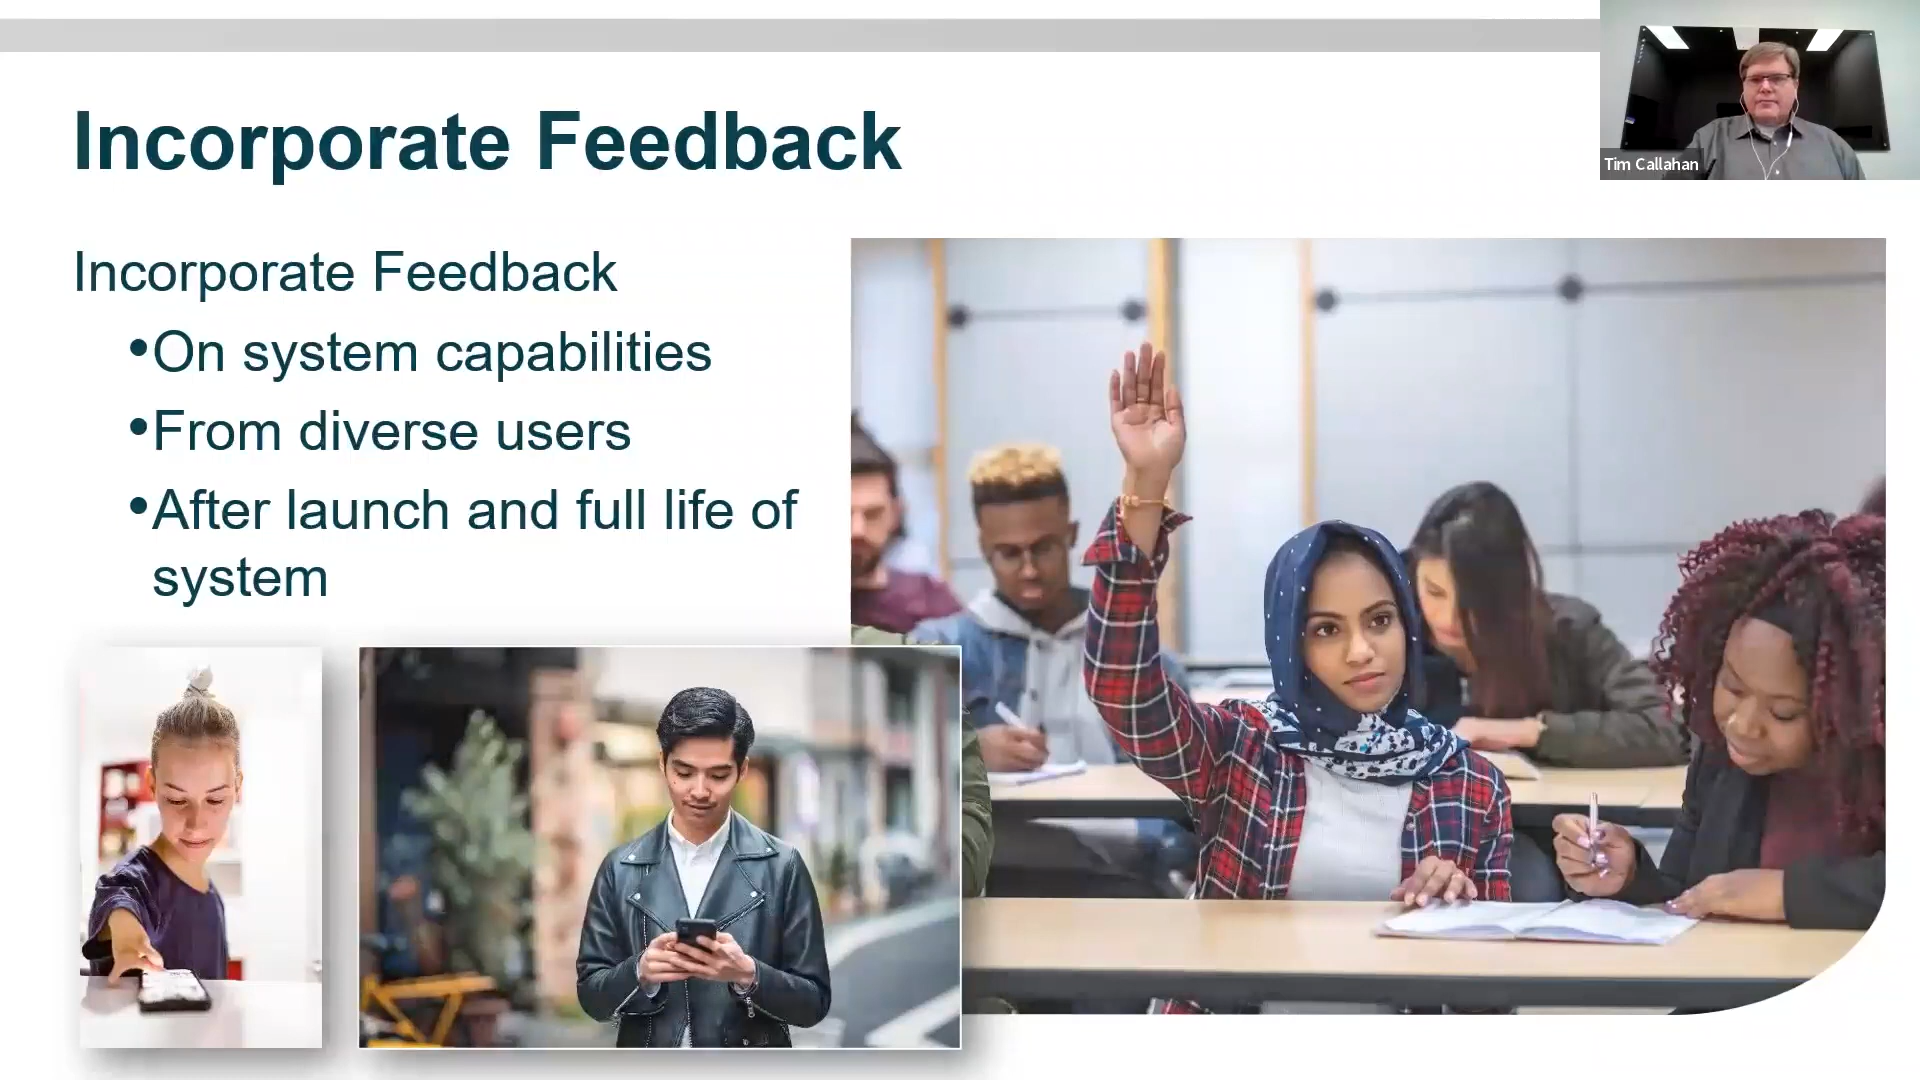 Incorporate Feedback
Tim Callahan
Incorporate Feedback
•On system capabilities
•From diverse users
•After launch and full life of
system